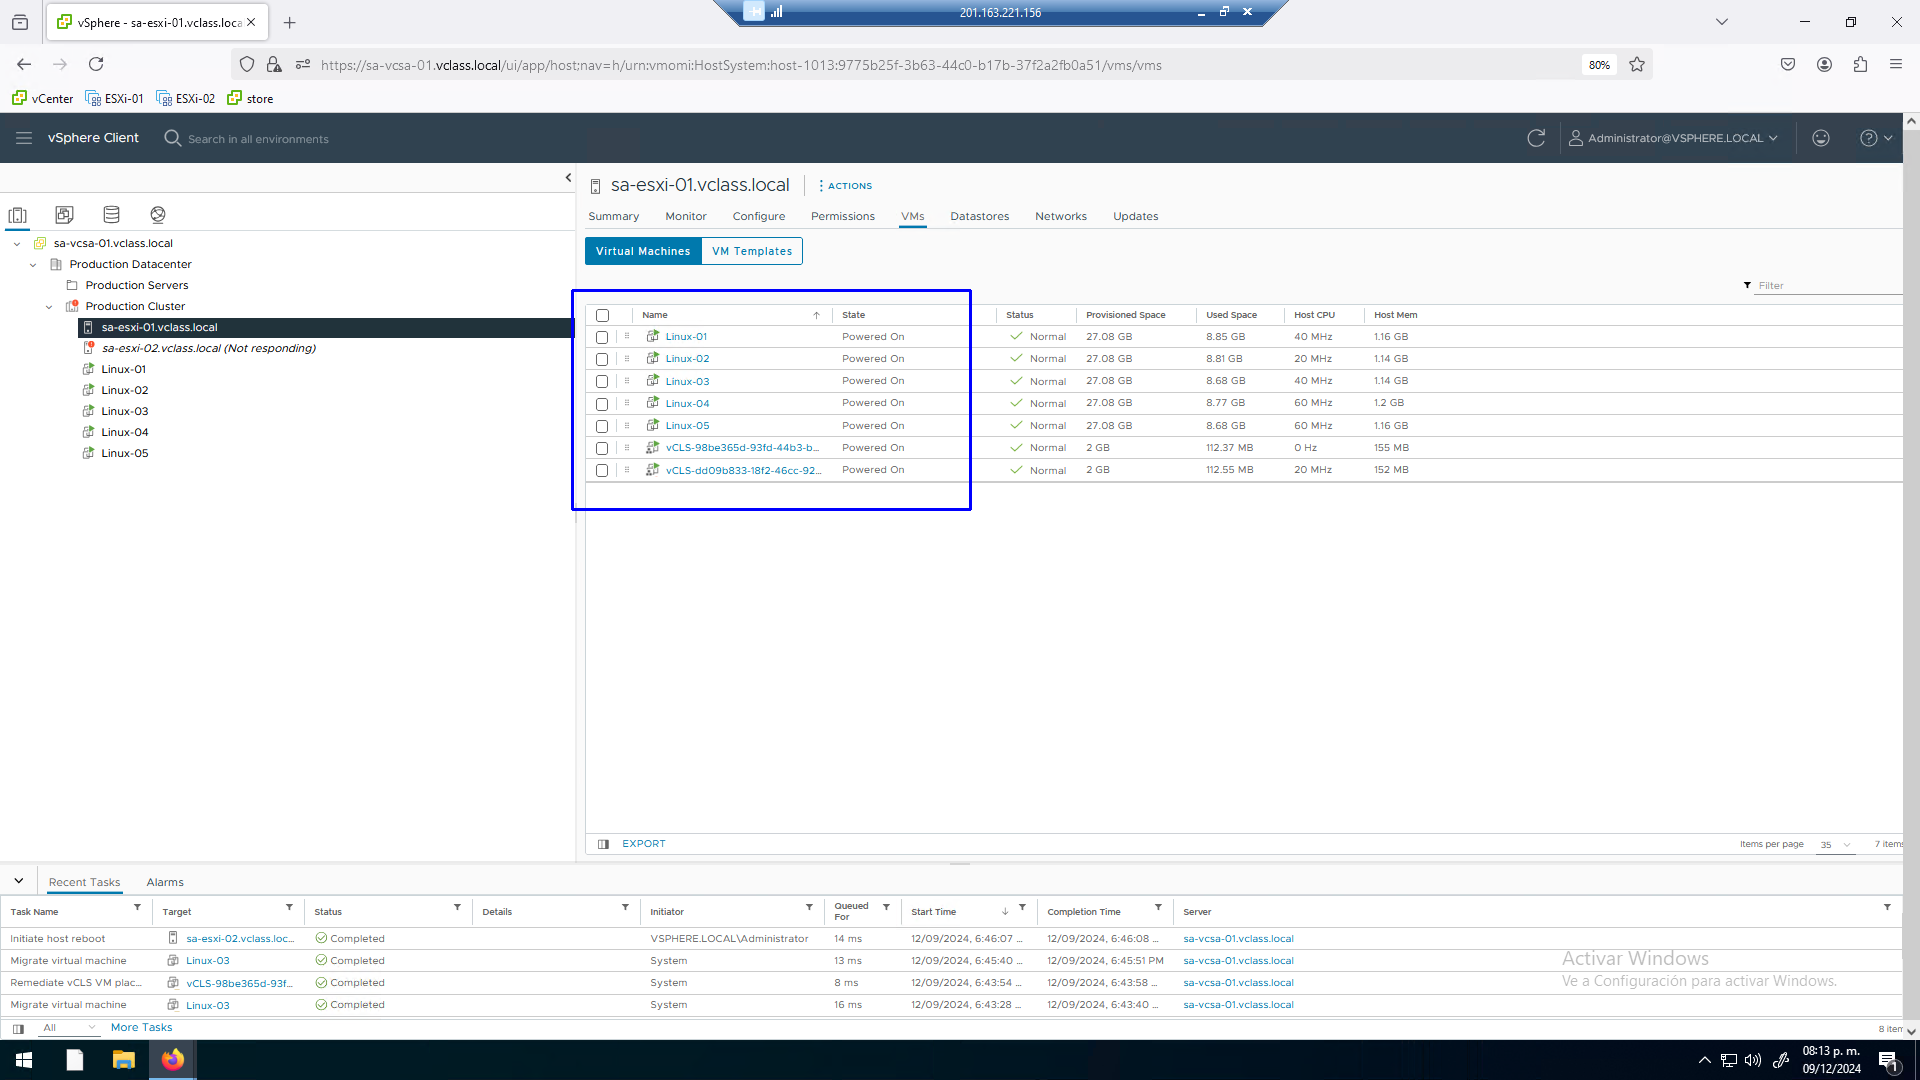 vSphere - sa-esxi-01.vclass.loca
201.163.221.156
https://sa-vcsa-01.vclass.local/ui/app/host;nav=h/urn:vmomi:HostSystem:host-1013:9775b25f-3b63-44c0-b17b-37f2a2fb0a51/vms/vms
80%
vCenter ESXi-01 ESXi-02 store
vSphere Client Search in all environments Administrator@VSPHERE.LOCAL
sa-esxi-01.vclass.local ACTIONS
Summary Monitor Configure Permissions VMs Datastores Networks Updates
Virtual Machines VM Templates
sa-vcsa-01.vclass.local
Production Datacenter
Production Servers
Production Cluster
sa-esxi-01.vclass.local
sa-esxi-02.vclass.local (Not responding)
Linux-01
Linux-02
Linux-03
Linux-04
Linux-05
Filter
Name State Status Provisioned Space Used Space Host CPU Host Mem
Linux-01 Powered On Normal 27.08 GB 8.85 GB 40 MHz 1.16 GB
Linux-02 Powered On Normal 27.08 GB 8.81 GB 20 MHz 1.14 GB
Linux-03 Powered On Normal 27.08 GB 8.68 GB 40 MHz 1.14 GB
Linux-04 Powered On Normal 27.08 GB 8.77 GB 60 MHz 1.2 GB
Linux-05 Powered On Normal 27.08 GB 8.68 GB 60 MHz 1.16 GB
vCLS-98be365d-93fd-44b3-b... Powered On Normal 2 GB 112.37 MB 0 Hz 155 MB
vCLS-dd09b833-18f2-46cc-92... Powered On Normal 2 GB 112.55 MB 20 MHz 152 MB
EXPORT Items per page 35 7 items
Recent Tasks Alarms
Task Name Target Status Details Initiator Queued For Start Time Completion Time Server
Initiate host reboot sa-esxi-02.vclass.loc... Completed VSPHERE.LOCAL\Administrator 14 ms 12/09/2024, 6:46:07 ... 12/09/2024, 6:46:08 ... sa-vcsa-01.vclass.local
Migrate virtual machine Linux-03 Completed System 13 ms 12/09/2024, 6:45:40 ... 12/09/2024, 6:45:51 PM sa-vcsa-01.vclass.local
Remediate vCLS VM plac... vCLS-98be365d-93f... Completed System 8 ms 12/09/2024, 6:43:54 ... 12/09/2024, 6:43:58 ... sa-vcsa-01.vclass.local
Migrate virtual machine Linux-03 Completed System 16 ms 12/09/2024, 6:43:28 ... 12/09/2024, 6:43:40 ... sa-vcsa-01.vclass.local
Activar Windows
Ve a Configuración para activar Windows.
All More Tasks 8 item
08:13 p. m.
09/12/2024
1